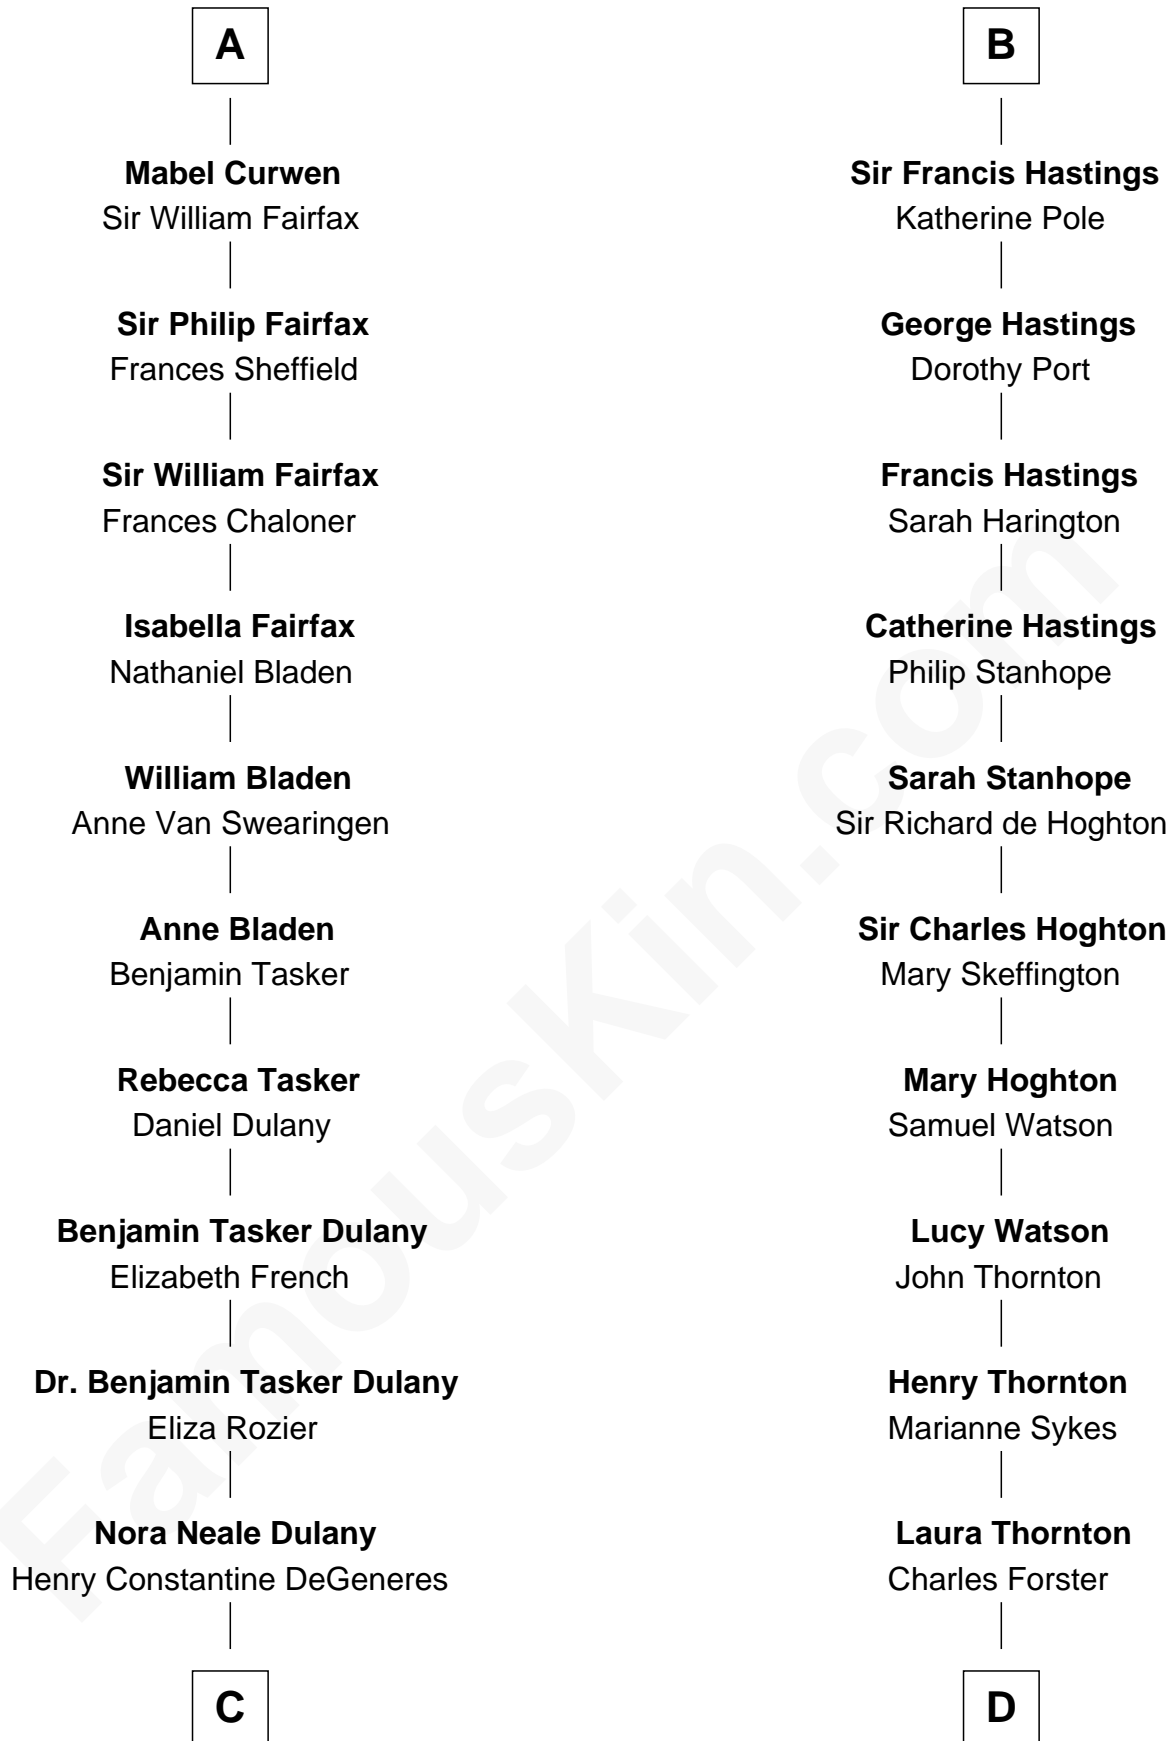 A
Mabel Curwen
Sir William Fairfax
Sir Philip Fairfax
Frances Sheffield
Sir William Fairfax
Frances Chaloner
Isabella Fairfax
Nathaniel Bladen
William Bladen
Anne Van Swearingen
Anne Bladen
Benjamin Tasker
Rebecca Tasker
Daniel Dulany
Benjamin Tasker Dulany
Elizabeth French
Dr. Benjamin Tasker Dulany
Eliza Rozier
Nora Neale Dulany
Henry Constantine DeGeneres
C
B
Sir Francis Hastings
Katherine Pole
George Hastings
Dorothy Port
Francis Hastings
Sarah Harington
Catherine Hastings
Philip Stanhope
Sarah Stanhope
Sir Richard de Hoghton
Sir Charles Hoghton
Mary Skeffington
Mary Hoghton
Samuel Watson
Lucy Watson
John Thornton
Henry Thornton
Marianne Sykes
Laura Thornton
Charles Forster
D
FamousKin.com